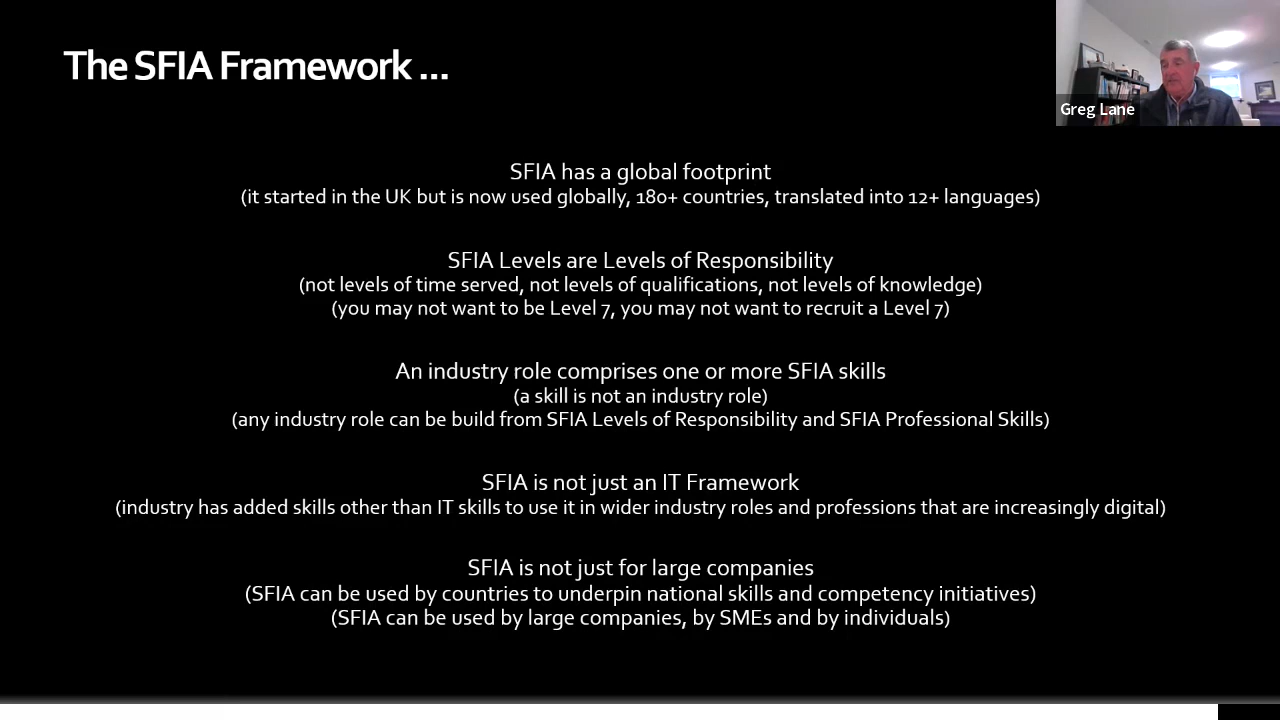 The SFIA Framework ...
Greg Lane
SFIA has a global footprint
(it started in the UK but is now used globally, 180+ countries, translated into 12+ languages)
SFIA Levels are Levels of Responsibility
(not levels of time served, not levels of qualifications, not levels of knowledge)
(you may not want to be Level 7, you may not want to recruit a Level 7)
An industry role comprises one or more SFIA skills
(a skill is not an industry role)
(any industry role can be build from SFIA Levels of Responsibility and SFIA Professional Skills)
SFIA is not just an IT Framework
(industry has added skills other than IT skills to use it in wider industry roles and professions that are increasingly digital)
SFIA is not just for large companies
(SFIA can be used by countries to underpin national skills and competency initiatives)
(SFIA can be used by large companies, by SMEs and by individuals)